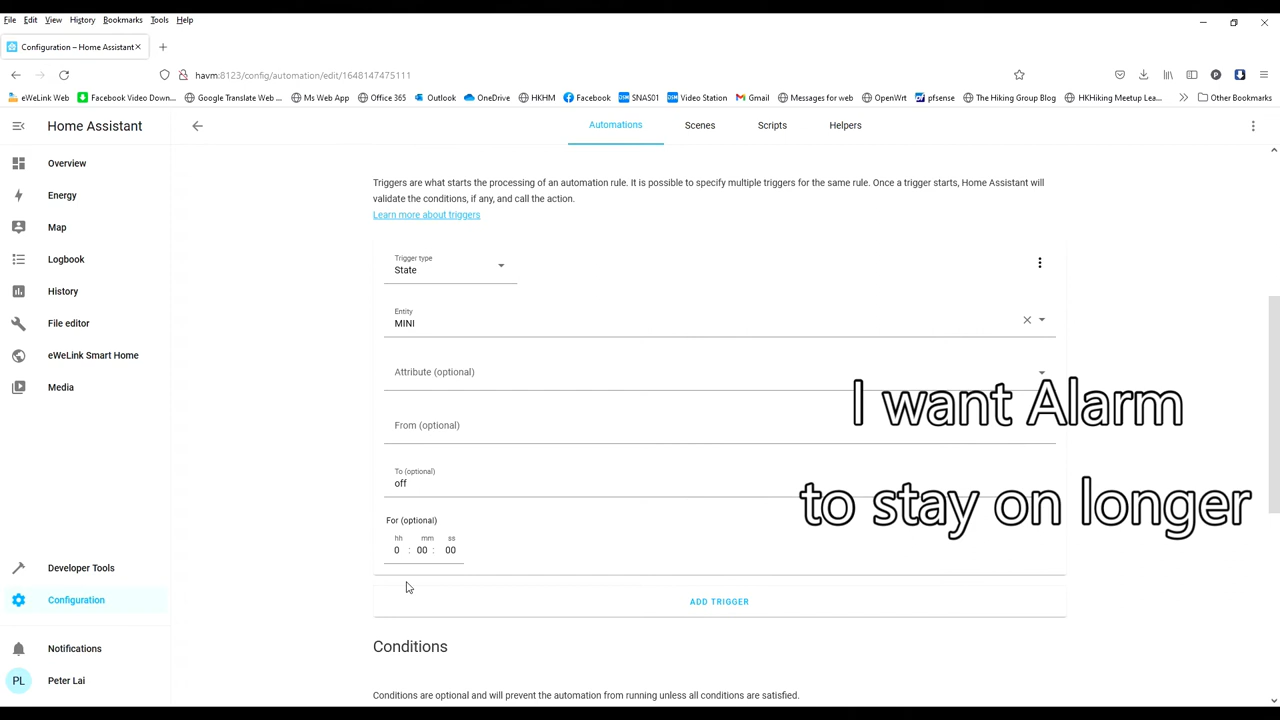 File Edit View History Bookmarks Tools Help
Configuration – Home Assistant
havm:8123/config/automation/edit/1648147475111
eWeLink Web Facebook Video Down... Google Translate Web ... Ms Web App Office 365 Outlook OneDrive HKHM Facebook SNAS01 Video Station Gmail Messages for web OpenWrt pfsense The Hiking Group Blog HKHiking Meetup Lea... Other Bookmarks
Home Assistant
Automations Scenes Scripts Helpers
Overview
Energy
Map
Logbook
History
File editor
eWeLink Smart Home
Media
Developer Tools
Configuration
Notifications
PL Peter Lai
Triggers are what starts the processing of an automation rule. It is possible to specify multiple triggers for the same rule. Once a trigger starts, Home Assistant will
validate the conditions, if any, and call the action.
Learn more about triggers
Trigger type
State
Entity
MINI
Attribute (optional)
From (optional)
To (optional)
off
For (optional)
hh mm ss
0 : 00 : 00
ADD TRIGGER
Conditions
Conditions are optional and will prevent the automation from running unless all conditions are satisfied.
I want Alarm
to stay on longer